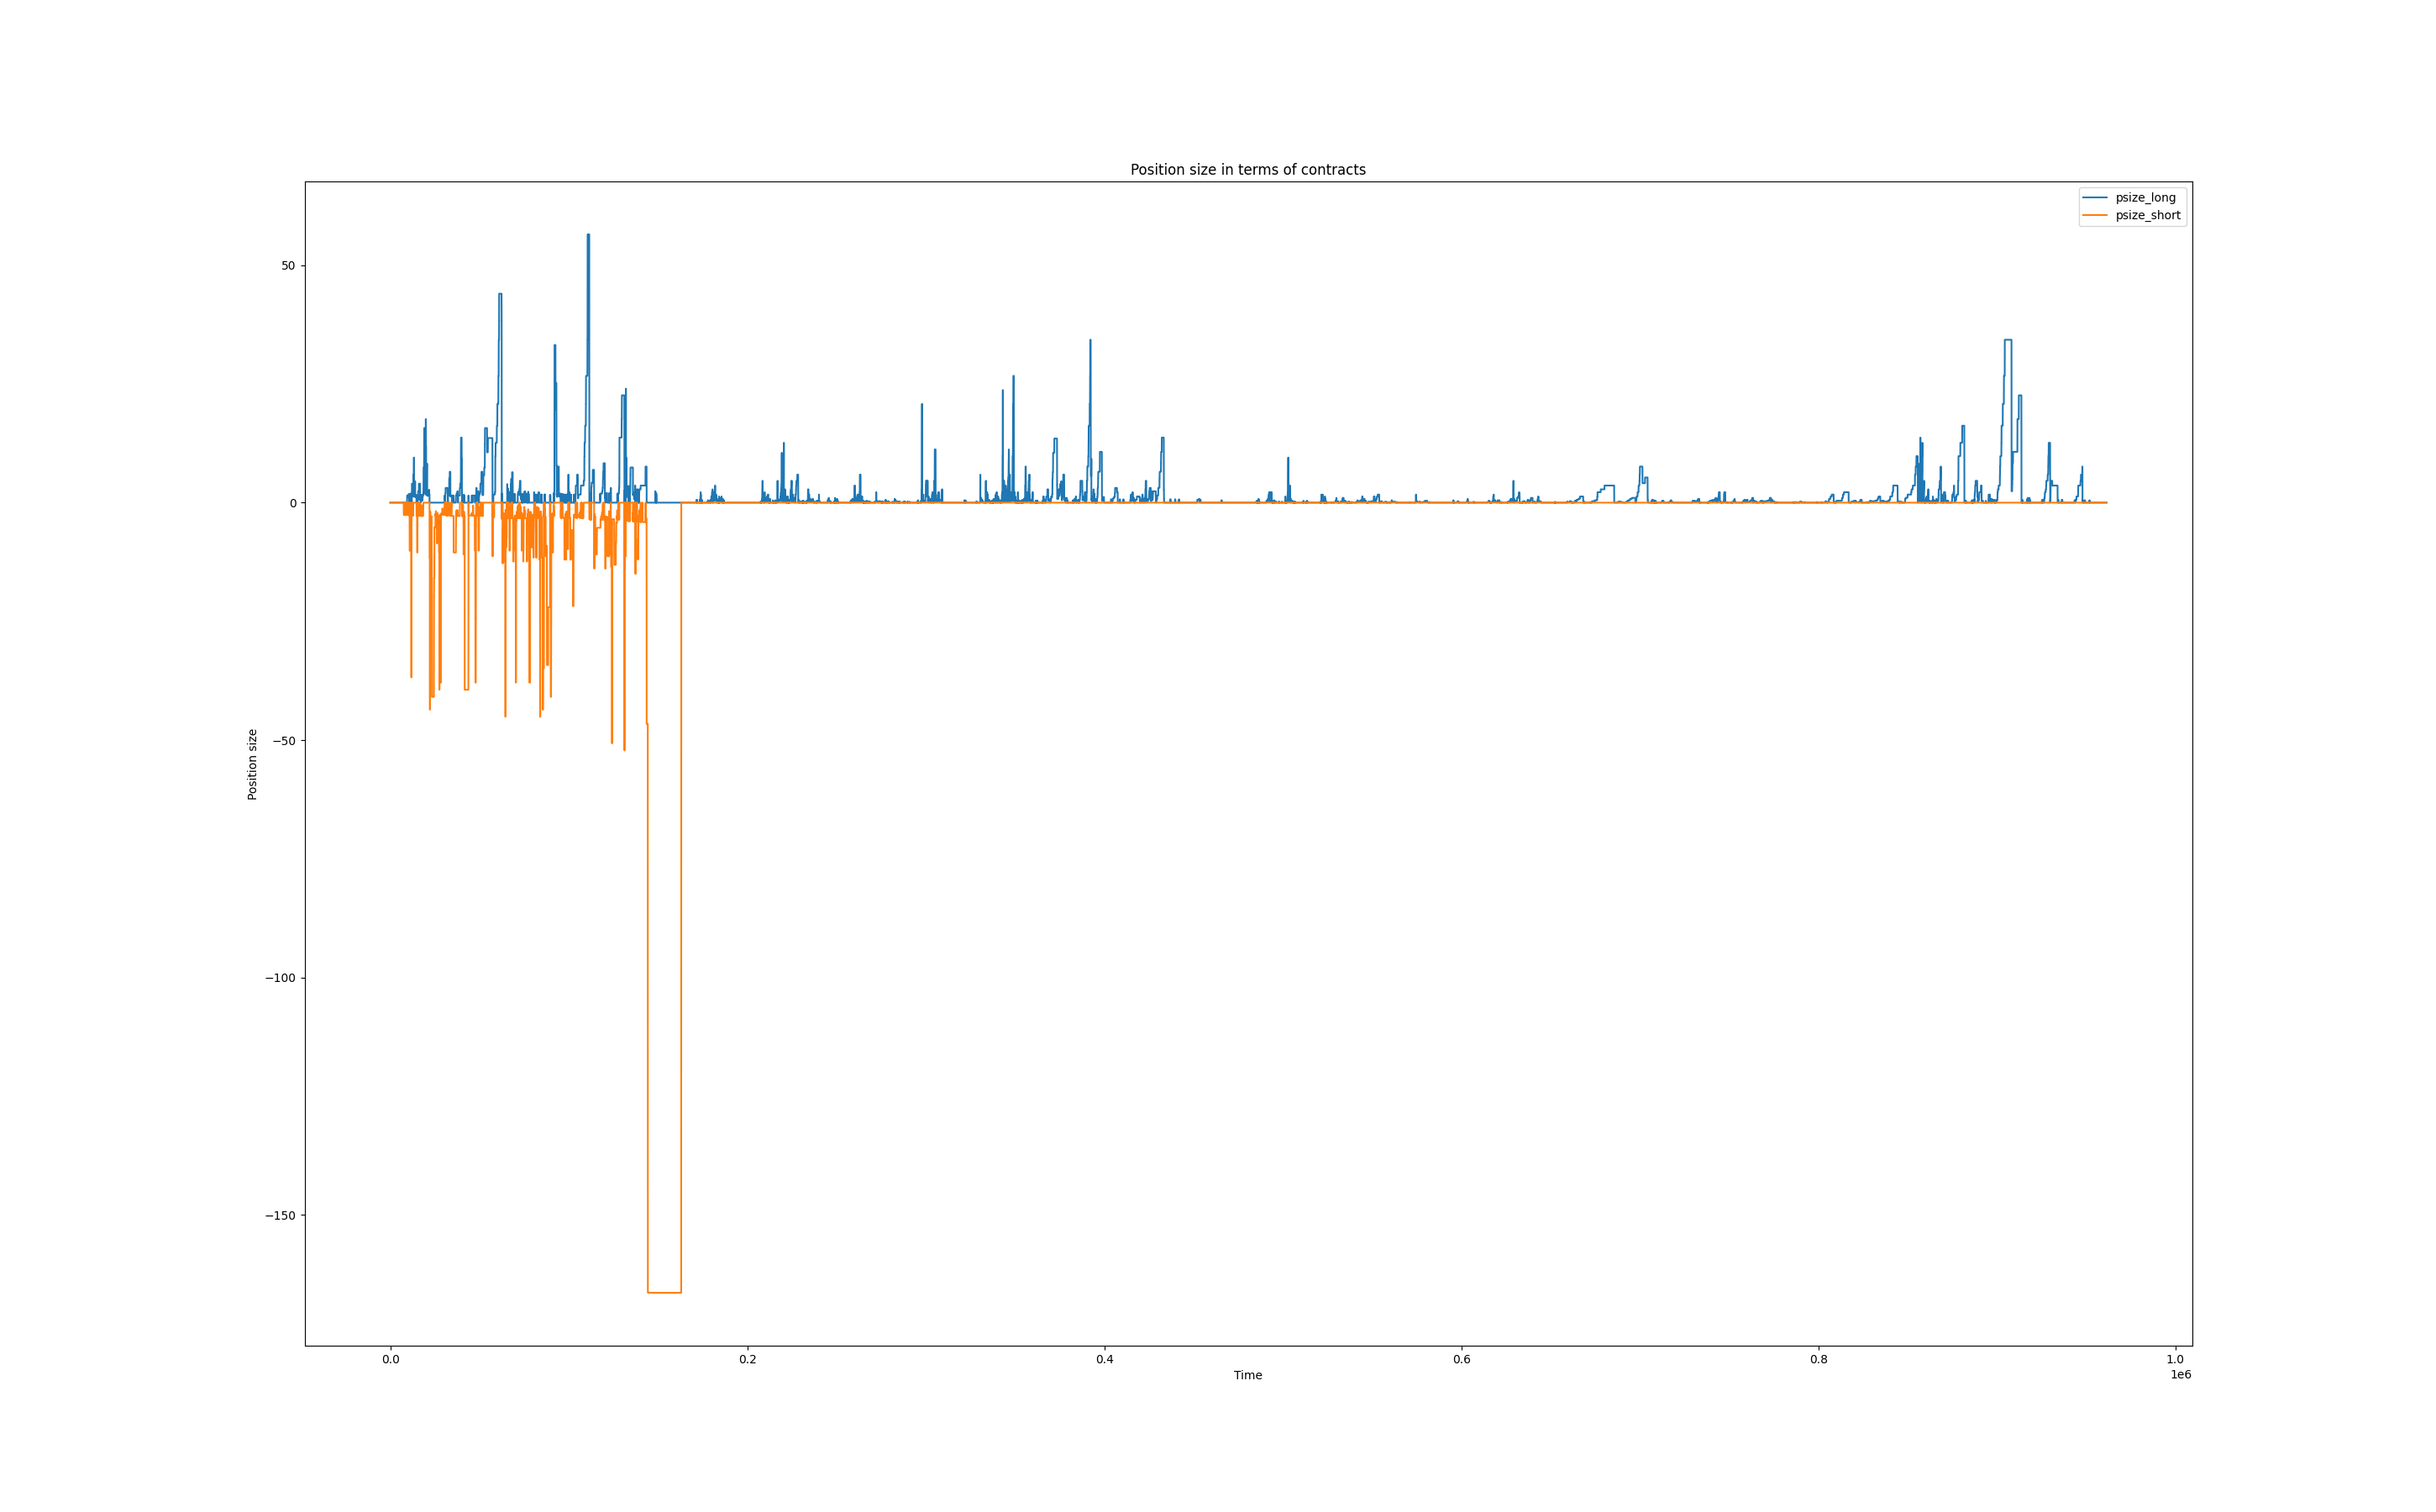 Position size in terms of contracts
psize_long
psize_short
50
0
−50
−100
−150
Position size
0.0
0.2
0.4
0.6
0.8
1.0
1e6
Time